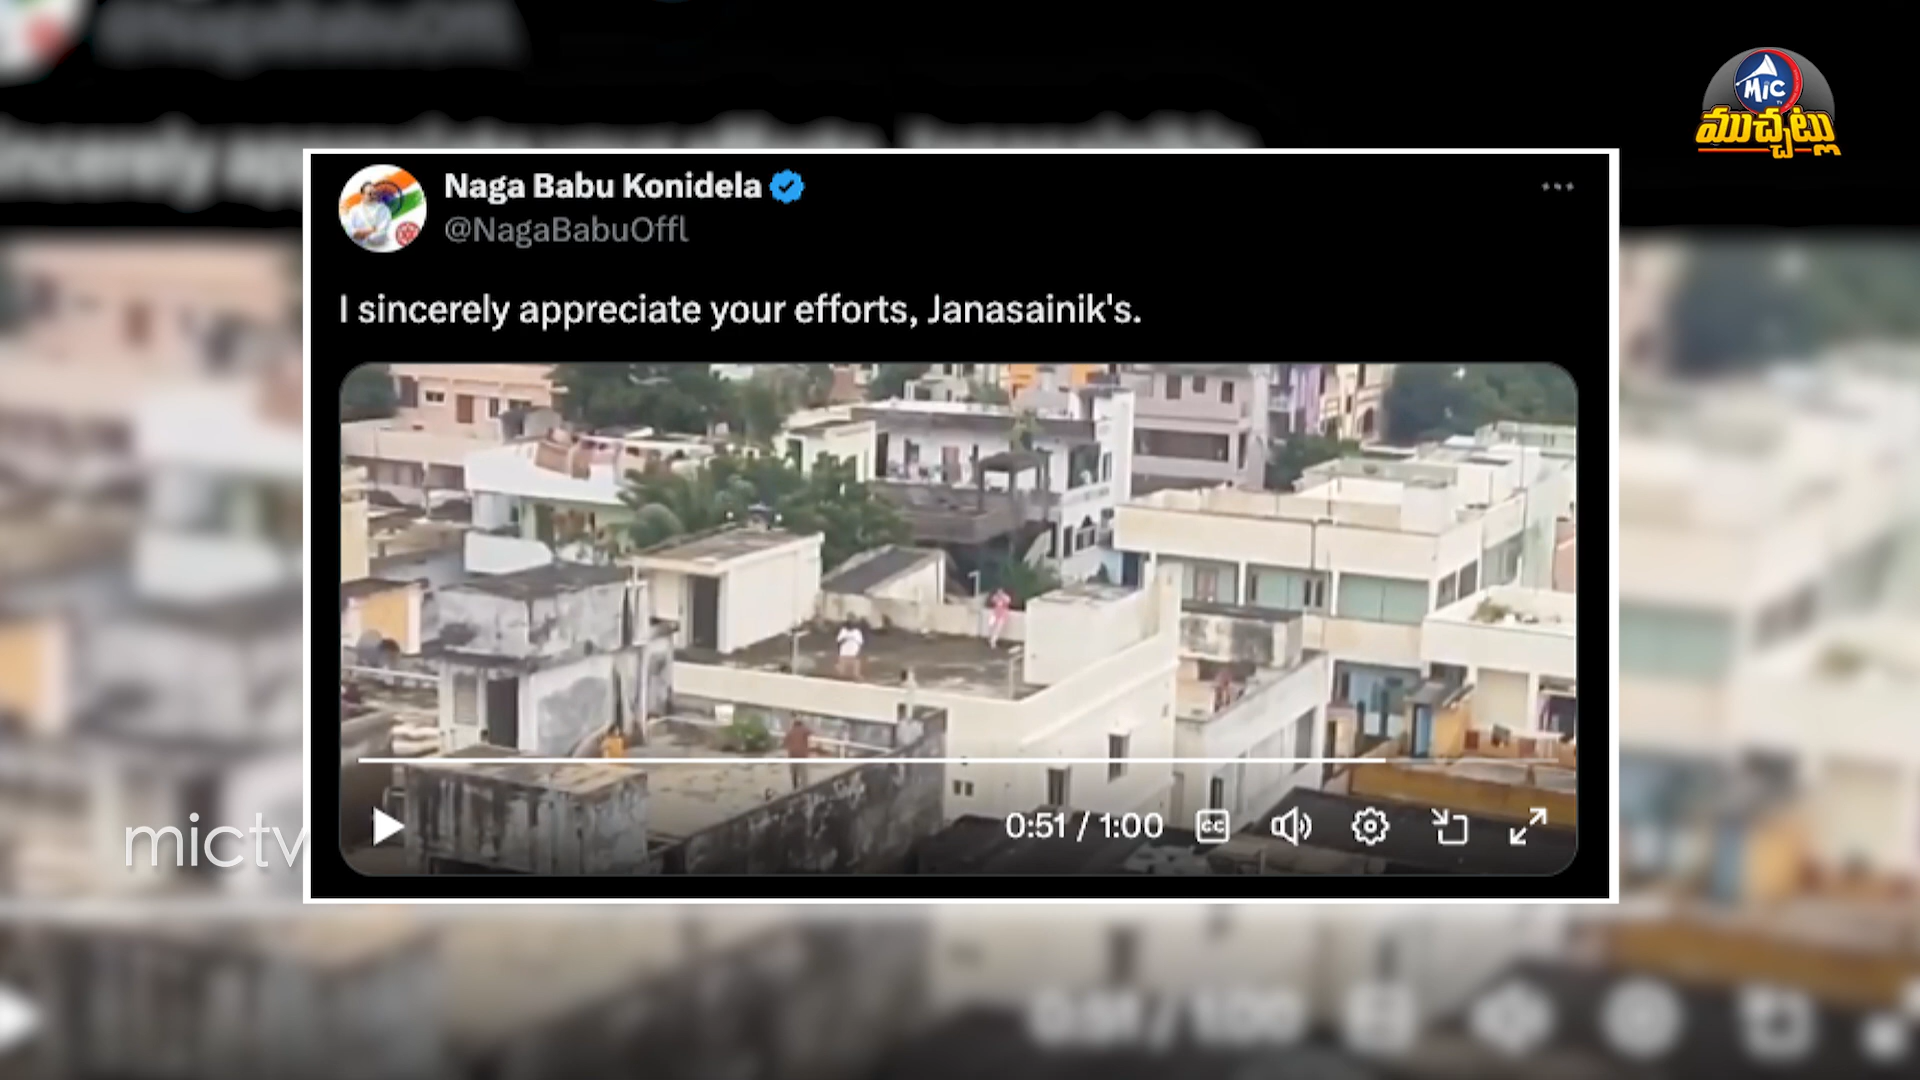 MiC
ముచ్చట్లు
Naga Babu Konidela
@NagaBabuOffl
I sincerely appreciate your efforts, Janasainik's.
0:51 / 1:00
CC
mictv